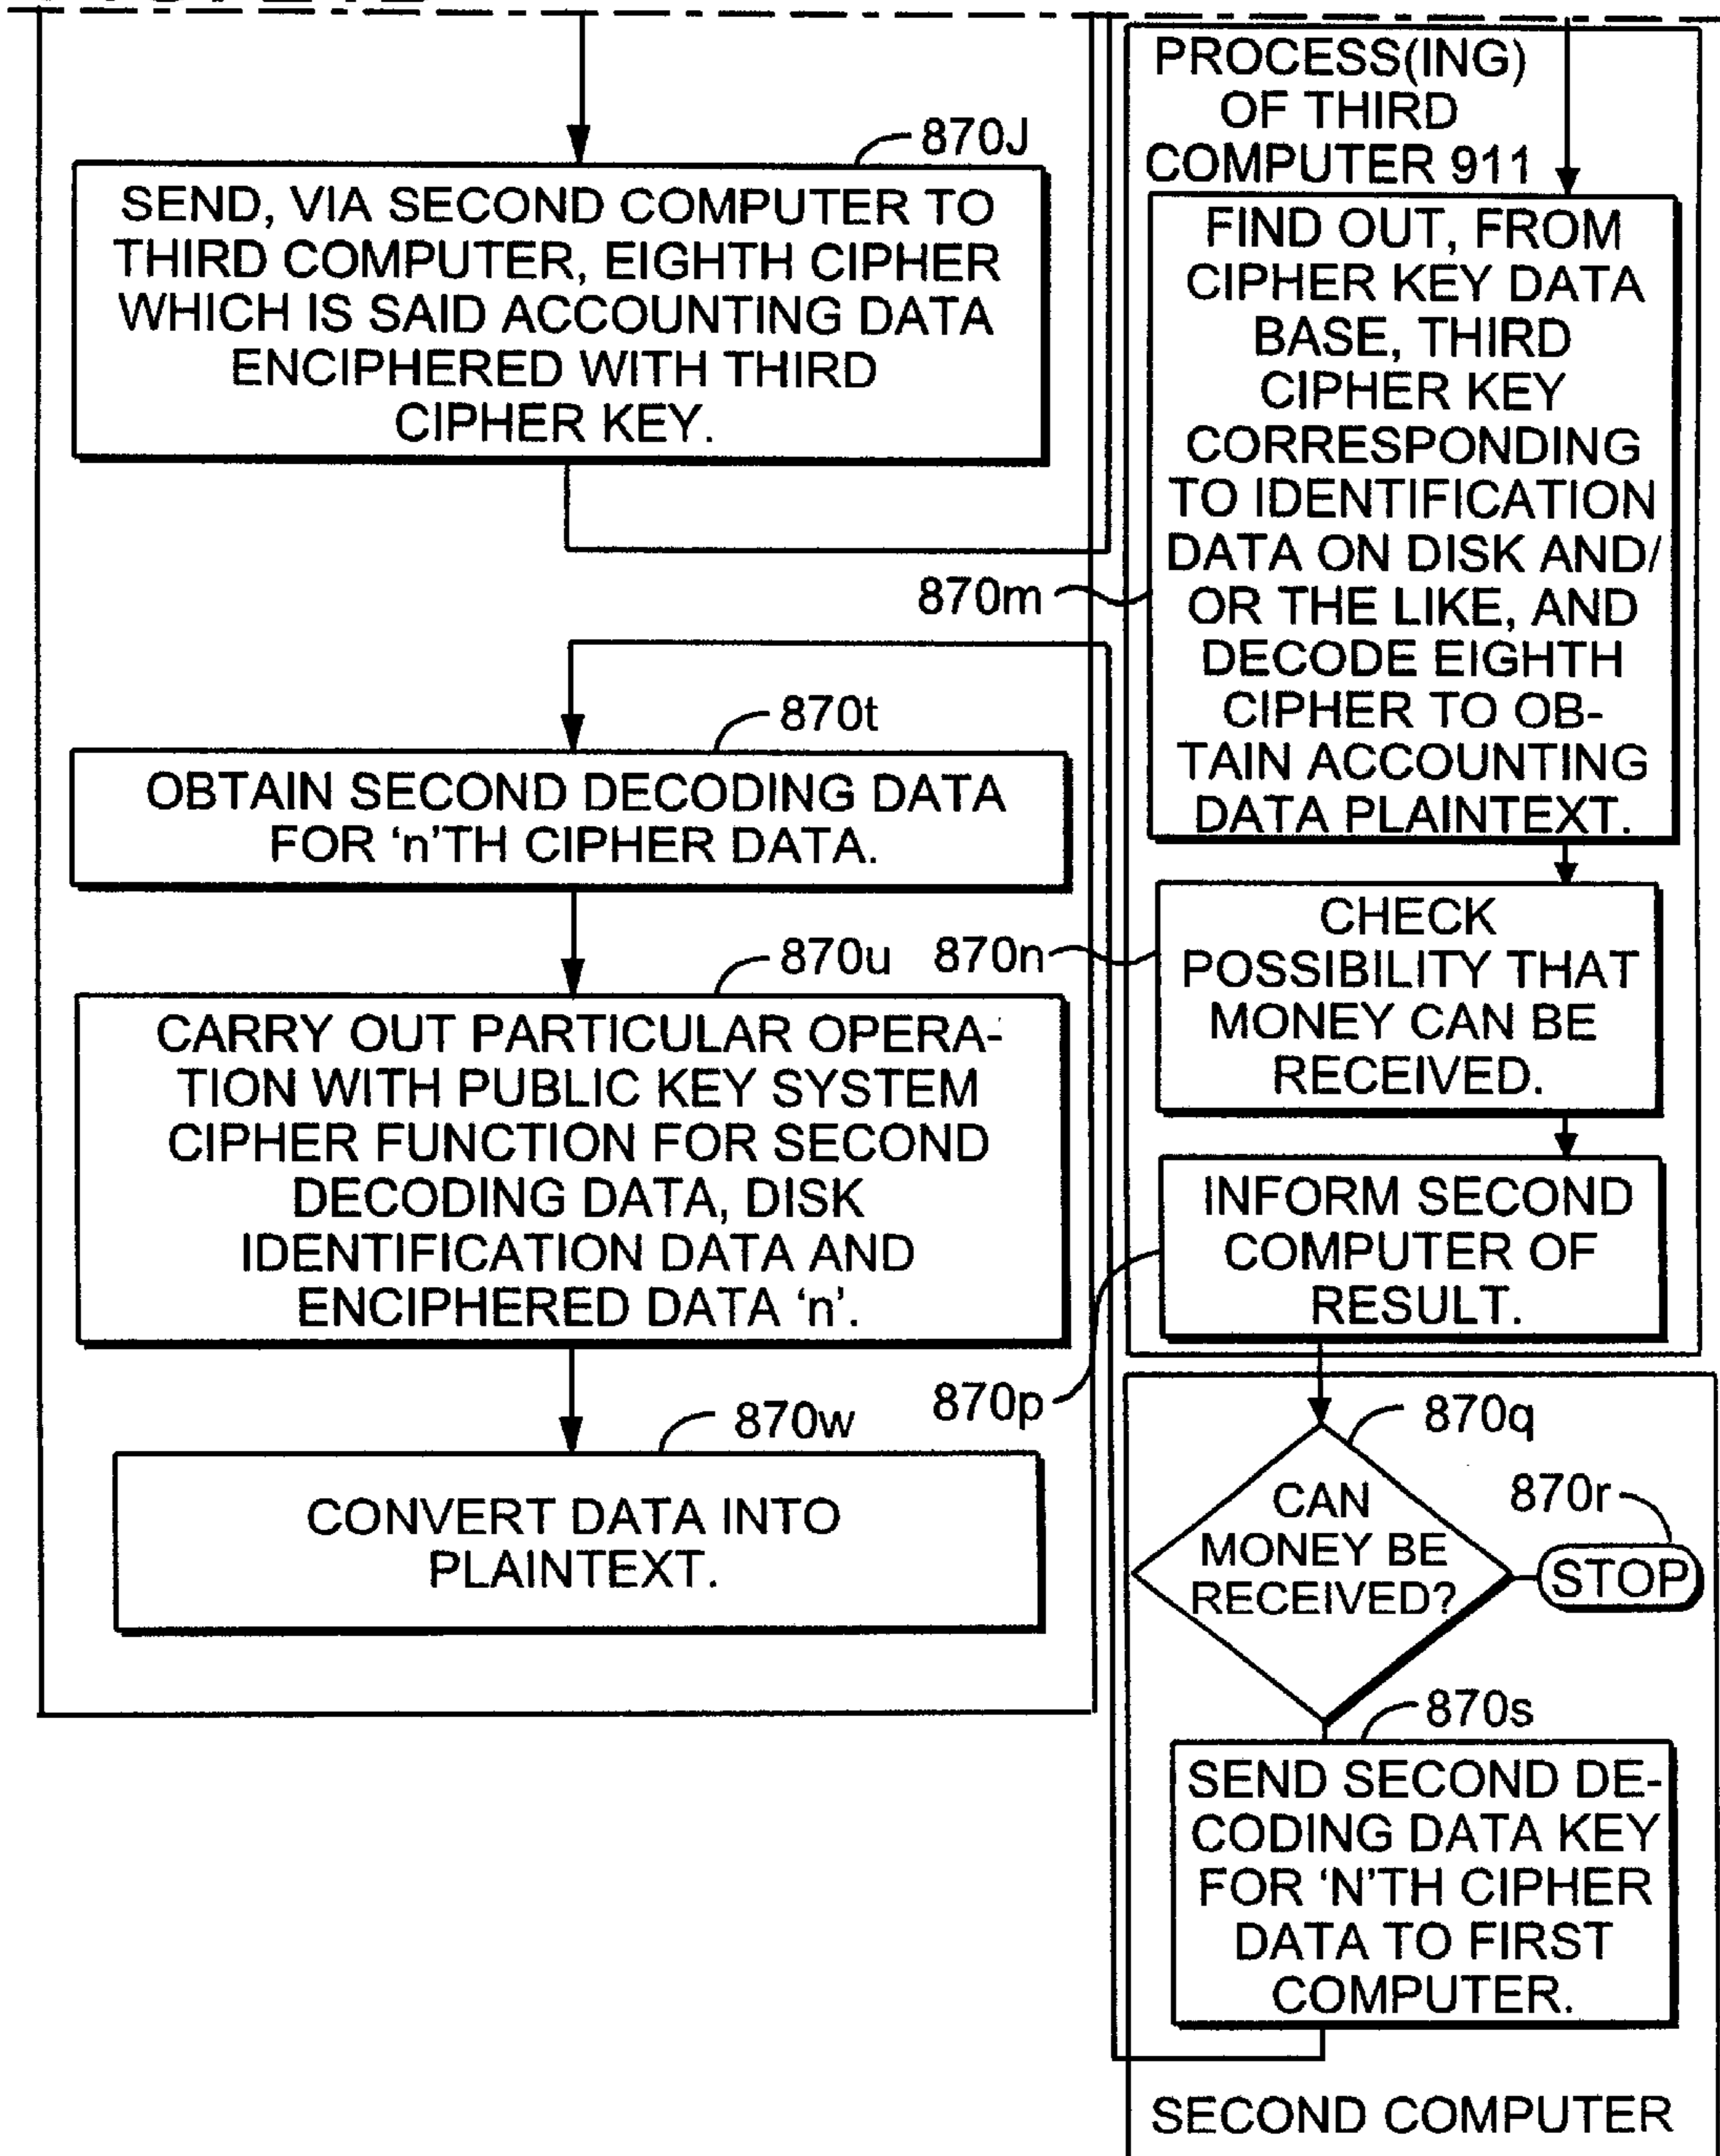 870J
SEND, VIA SECOND COMPUTER TO
THIRD COMPUTER, EIGHTH CIPHER
WHICH IS SAID ACCOUNTING DATA
ENCIPHERED WITH THIRD
CIPHER KEY.
870t
OBTAIN SECOND DECODING DATA
FOR ‘n’TH CIPHER DATA.
870u
CARRY OUT PARTICULAR OPERA-
TION WITH PUBLIC KEY SYSTEM
CIPHER FUNCTION FOR SECOND
DECODING DATA, DISK
IDENTIFICATION DATA AND
ENCIPHERED DATA ‘n’.
870w
CONVERT DATA INTO
PLAINTEXT.
PROCESS(ING)
OF THIRD
COMPUTER 911
870m
FIND OUT, FROM
CIPHER KEY DATA
BASE, THIRD
CIPHER KEY
CORRESPONDING
TO IDENTIFICATION
DATA ON DISK AND/
OR THE LIKE, AND
DECODE EIGHTH
CIPHER TO OB-
TAIN ACCOUNTING
DATA PLAINTEXT.
870n
CHECK
POSSIBILITY THAT
MONEY CAN BE
RECEIVED.
870p
INFORM SECOND
COMPUTER OF
RESULT.
870q
CAN
MONEY BE
RECEIVED?
870r
STOP
870s
SEND SECOND DE-
CODING DATA KEY
FOR ‘N’TH CIPHER
DATA TO FIRST
COMPUTER.
SECOND COMPUTER